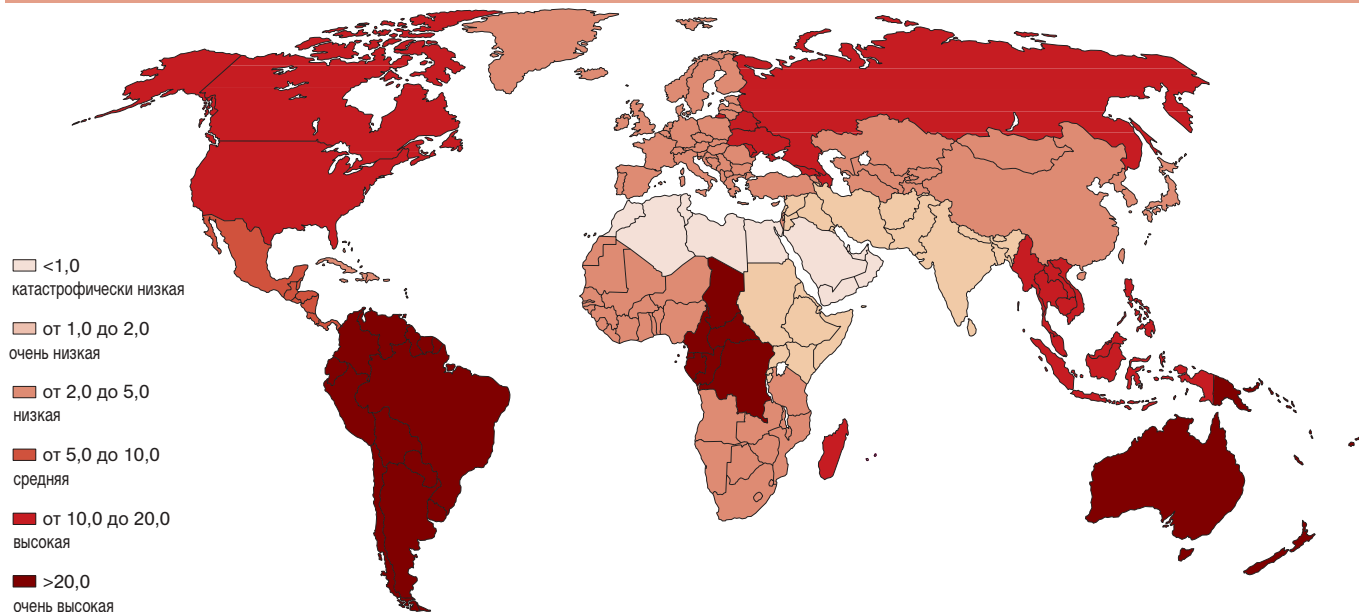 <1,0
катастрофически низкая
от 1,0 до 2,0
очень низкая
от 2,0 до 5,0
низкая
от 5,0 до 10,0
средняя
от 10,0 до 20,0
высокая
>20,0
очень высокая